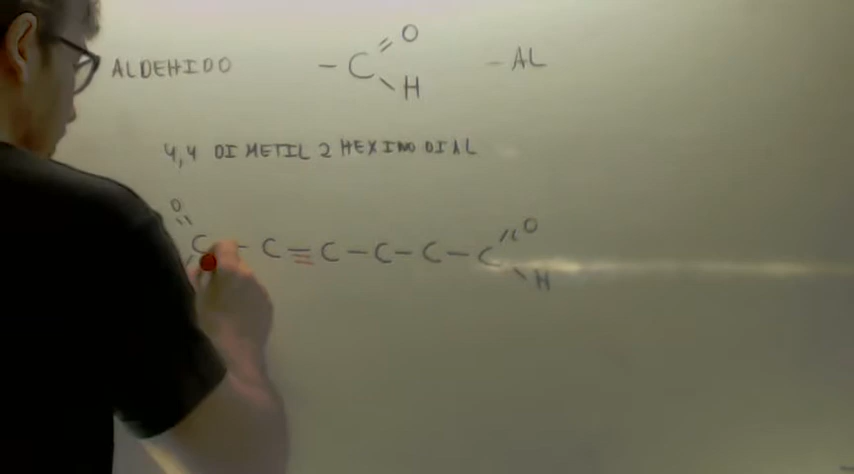 ALDEHIDO - C = O \ H - AL
4,4 DI METIL 2 HEXINO DIAL
O
C - C ≡ C - C - C - C = O
H